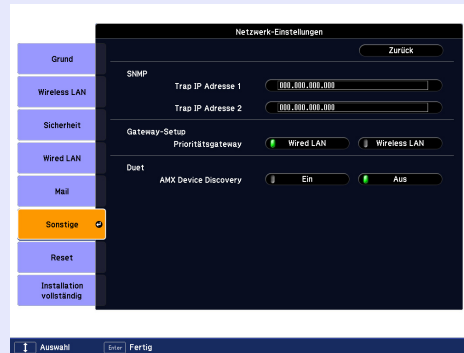 Netzwerk-Einstellungen
Zurück
Grund
Wireless LAN
Sicherheit
Wired LAN
Mail
Sonstige
Reset
Installation
vollständig
SNMP
Trap IP Adresse 1 000.000.000.000
Trap IP Adresse 2 000.000.000.000
Gateway-Setup
Prioritätsgateway Wired LAN Wireless LAN
Duet
AMX Device Discovery Ein Aus
Auswahl Enter Fertig